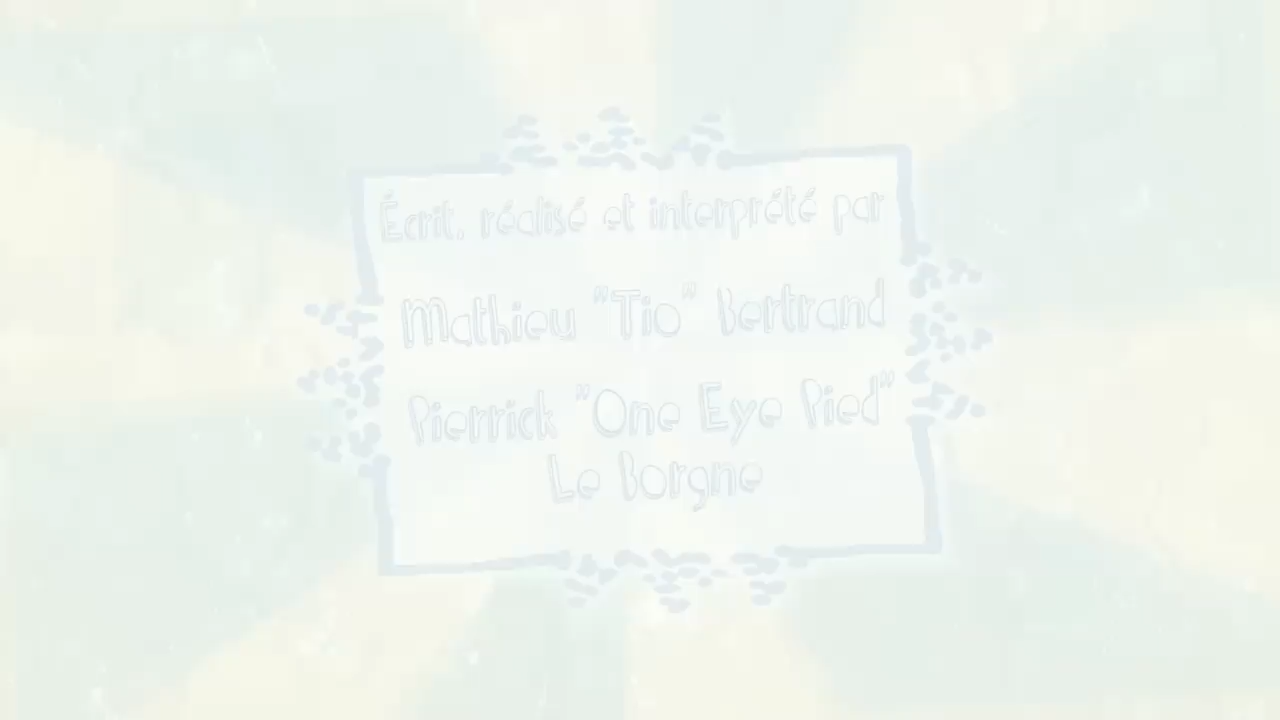 Écrit, réalisé et interprété par
Mathieu "Tio" Bertrand
Pierrick "One Eye Pied"
Le Borgne